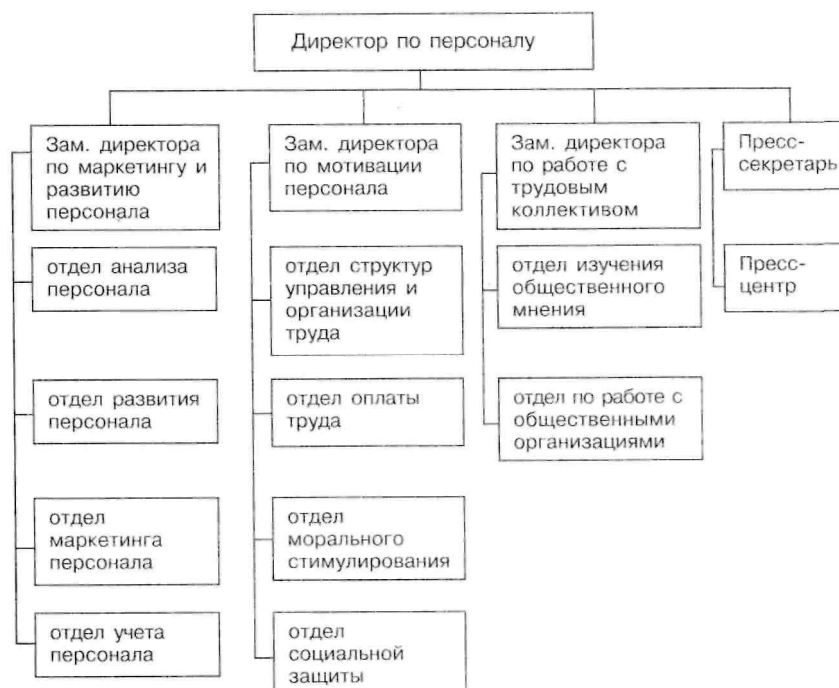 Директор по персоналу
Зам. директора
по маркетингу и
развитию
персонала
отдел анализа
персонала
отдел развития
персонала
отдел
маркетинга
персонала
отдел учета
персонала
Зам. директора
по мотивации
персонала
отдел структур
управления и
организации
труда
отдел оплаты
труда
отдел
морального
стимулирования
отдел
социальной
защиты
Зам. директора
по работе с
трудовым
коллективом
отдел изучения
общественного
мнения
отдел по работе с
общественными
организациями
Пресс-
секретарь
Пресс-
центр